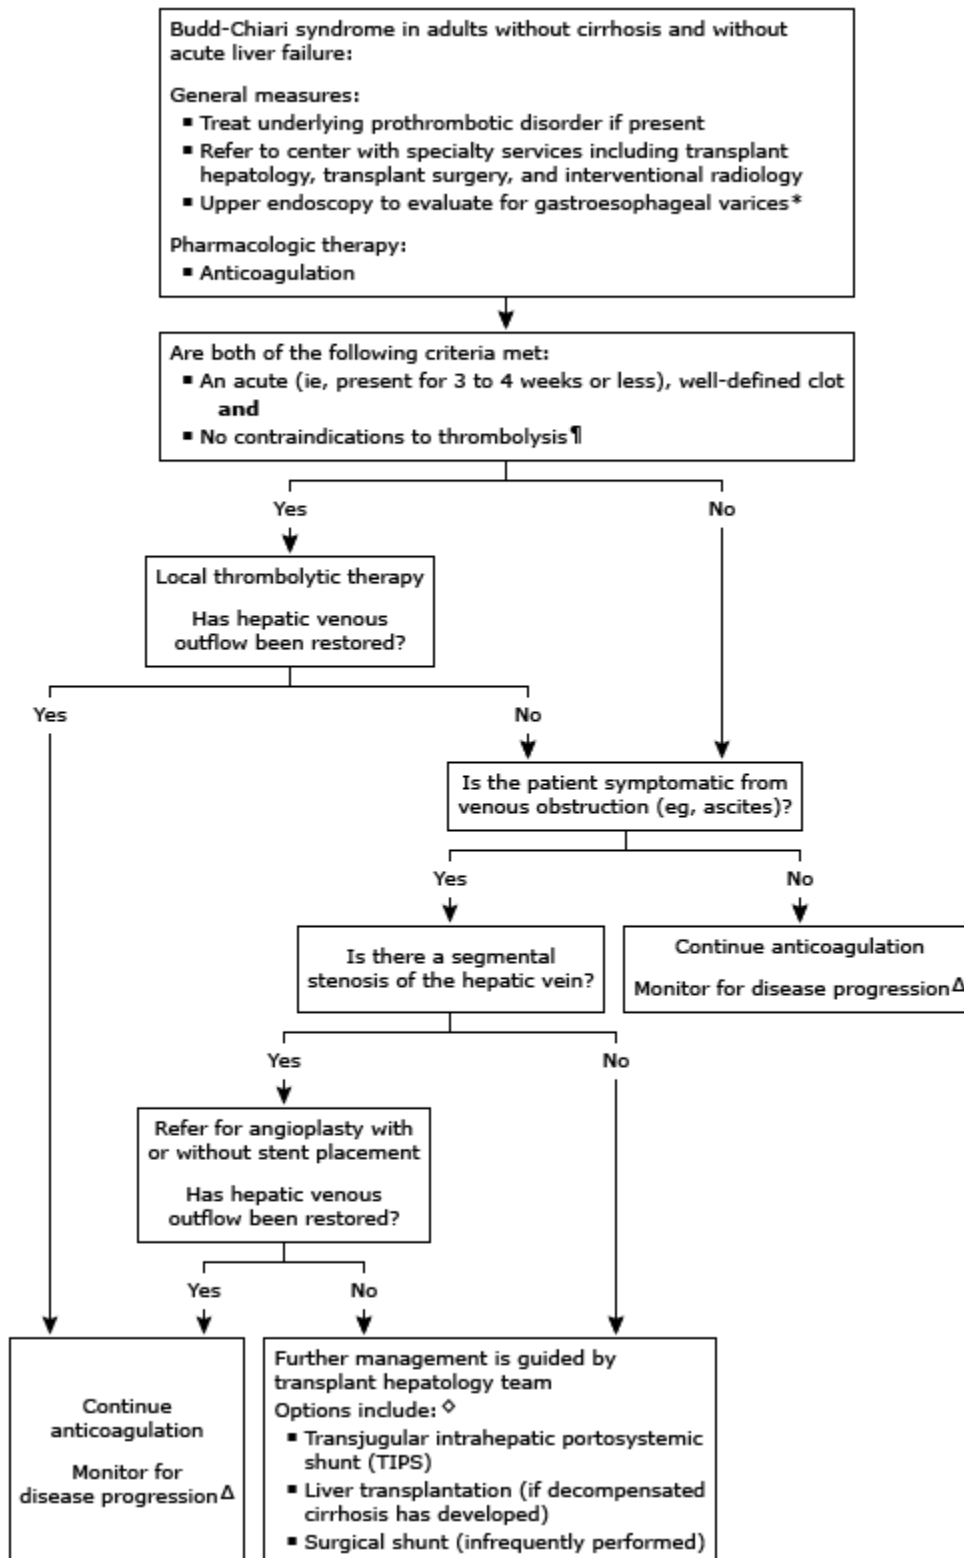 Budd-Chiari syndrome in adults without cirrhosis and without
acute liver failure:
General measures:
▪ Treat underlying prothrombotic disorder if present
▪ Refer to center with specialty services including transplant
hepatology, transplant surgery, and interventional radiology
▪ Upper endoscopy to evaluate for gastroesophageal varices*
Pharmacologic therapy:
▪ Anticoagulation
Are both of the following criteria met:
▪ An acute (ie, present for 3 to 4 weeks or less), well-defined clot
and
▪ No contraindications to thrombolysis¶
Yes
No
Local thrombolytic therapy
Has hepatic venous
outflow been restored?
Yes
No
Is the patient symptomatic from
venous obstruction (eg, ascites)?
Yes
No
Is there a segmental
stenosis of the hepatic vein?
Continue anticoagulation
Monitor for disease progressionΔ
Yes
No
Refer for angioplasty with
or without stent placement
Has hepatic venous
outflow been restored?
Yes
No
Continue
anticoagulation
Monitor for
disease progressionΔ
Further management is guided by
transplant hepatology team
Options include:◇
▪ Transjugular intrahepatic portosystemic
shunt (TIPS)
▪ Liver transplantation (if decompensated
cirrhosis has developed)
▪ Surgical shunt (infrequently performed)